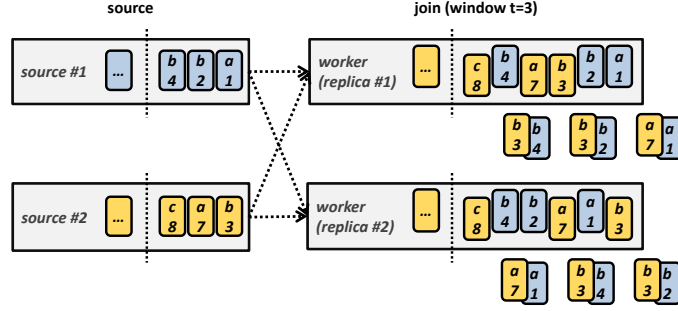 source
join (window t=3)
source #1
... b 4 b 2 a 1
worker (replica #1)
... c 8 b 4 a 7 b 3 b 2 a 1
b 3 b 4 b 3 b 2 a 7 a 1
source #2
... c 8 a 7 b 3
worker (replica #2)
... c 8 b 4 b 2 a 7 a 1 b 3
a 7 a 1 b 3 b 4 b 3 b 2